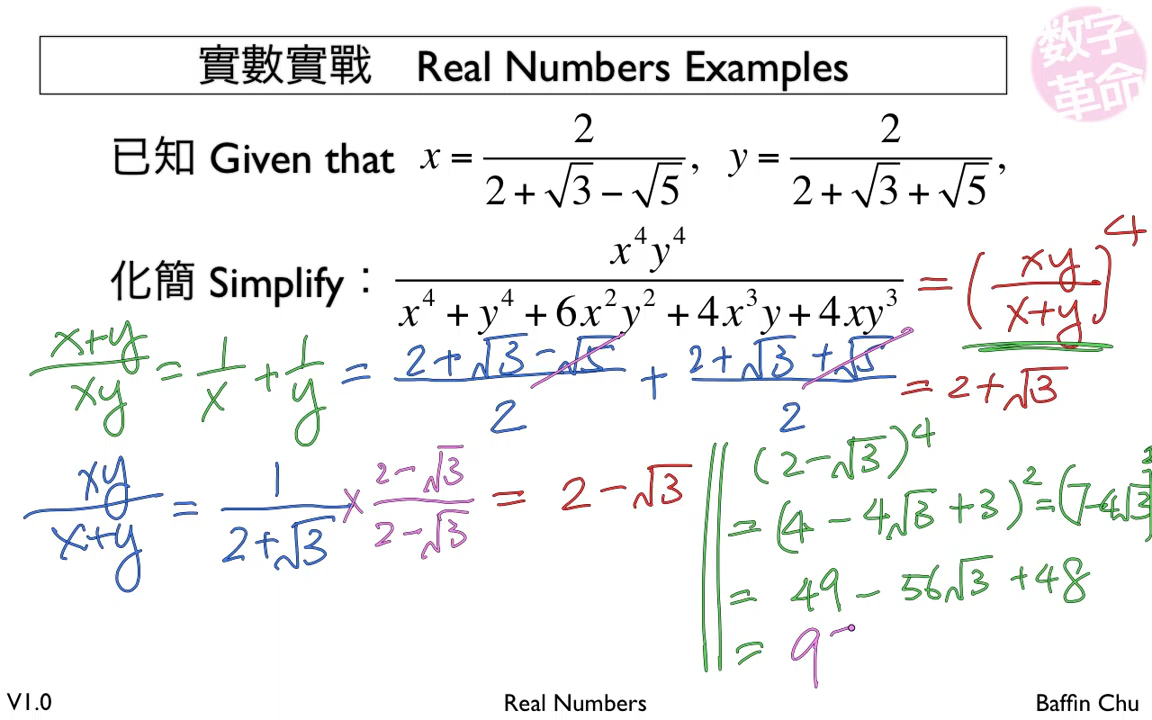 實數實戰 Real Numbers Examples
数字
革命
已知 Given that x = 2/(2 + √3 − √5), y = 2/(2 + √3 + √5),
化簡 Simplify： x⁴y⁴/(x⁴ + y⁴ + 6x²y² + 4x³y + 4xy³) = (xy/(x+y))⁴
(x+y)/xy = 1/x + 1/y = (2+√3−√5)/2 + (2+√3+√5)/2 = 2+√3
xy/(x+y) = 1/(2+√3) × (2−√3)/(2−√3) = 2−√3
(2−√3)⁴
= (4 − 4√3 + 3)² = (7−4√3)²
= 49 − 56√3 + 48
= 9
V1.0 Real Numbers Baffin Chu